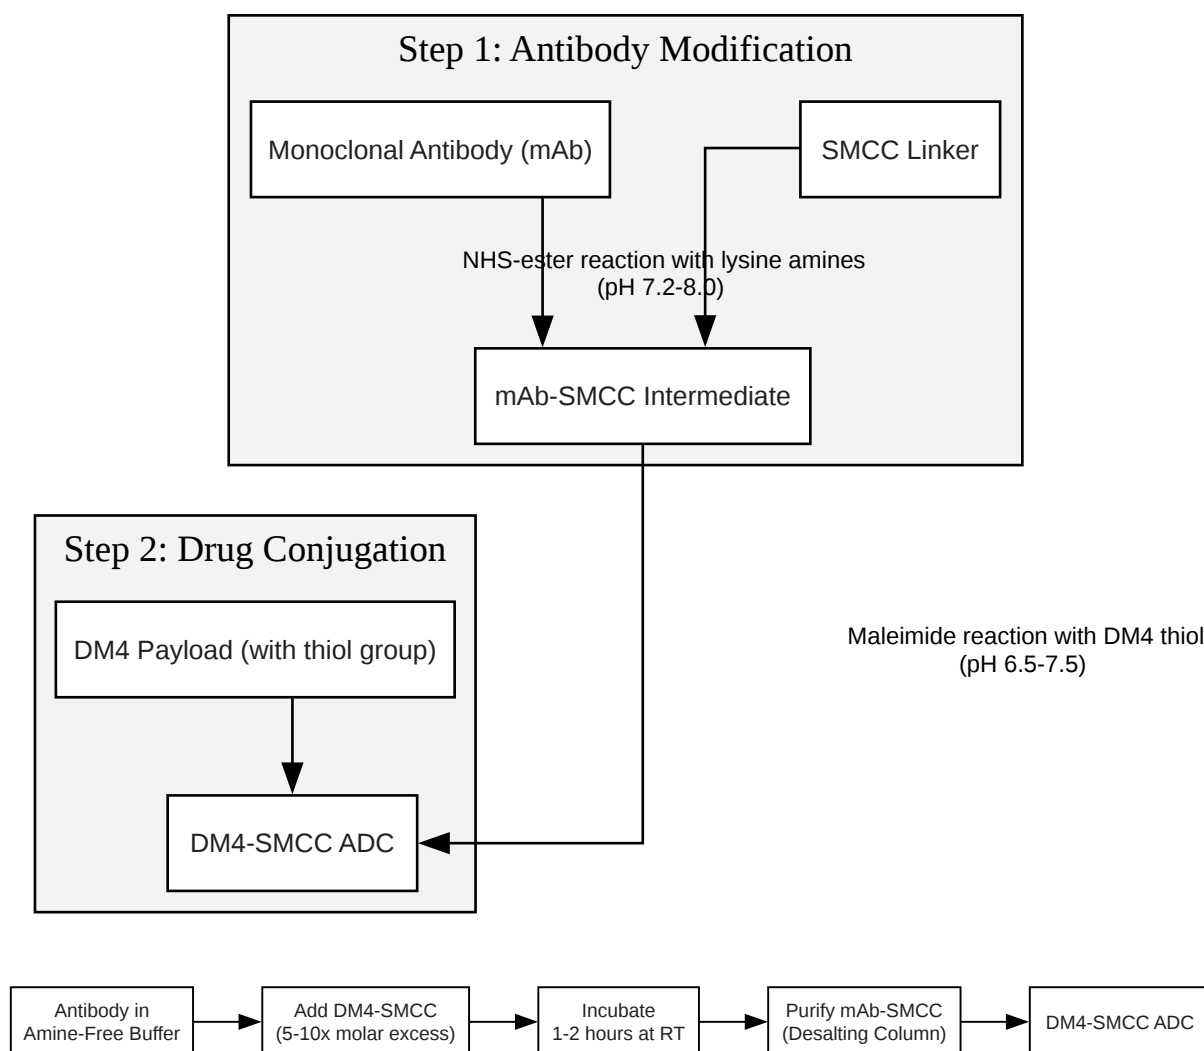 Step 1: Antibody Modification
Monoclonal Antibody (mAb)
SMCC Linker
NHS-ester reaction with lysine amines
(pH 7.2-8.0)
mAb-SMCC Intermediate
Step 2: Drug Conjugation
DM4 Payload (with thiol group)
Maleimide reaction with DM4 thiol
(pH 6.5-7.5)
DM4-SMCC ADC
Antibody in
Amine-Free Buffer
Add DM4-SMCC
(5-10x molar excess)
Incubate
1-2 hours at RT
Purify mAb-SMCC
(Desalting Column)
DM4-SMCC ADC